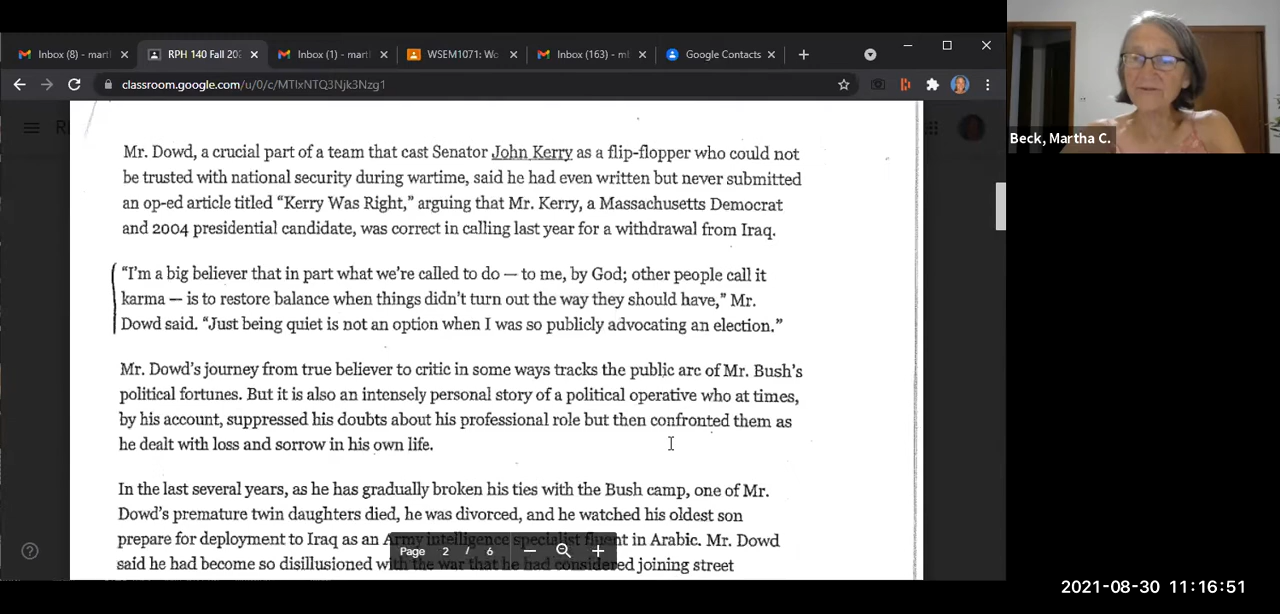 Inbox (8) - mart
RPH 140 Fall 202
Inbox (1) - mart
WSEM1071: Wo
Inbox (163) - mb
Google Contacts
classroom.google.com/u/0/c/MTIxNTQ3Njk3Nzg1
Beck, Martha C.
Mr. Dowd, a crucial part of a team that cast Senator John Kerry as a flip-flopper who could not
be trusted with national security during wartime, said he had even written but never submitted
an op-ed article titled “Kerry Was Right,” arguing that Mr. Kerry, a Massachusetts Democrat
and 2004 presidential candidate, was correct in calling last year for a withdrawal from Iraq.
“I’m a big believer that in part what we’re called to do — to me, by God; other people call it
karma — is to restore balance when things didn’t turn out the way they should have,” Mr.
Dowd said. “Just being quiet is not an option when I was so publicly advocating an election.”
Mr. Dowd’s journey from true believer to critic in some ways tracks the public arc of Mr. Bush’s
political fortunes. But it is also an intensely personal story of a political operative who at times,
by his account, suppressed his doubts about his professional role but then confronted them as
he dealt with loss and sorrow in his own life.
In the last several years, as he has gradually broken his ties with the Bush camp, one of Mr.
Dowd’s premature twin daughters died, he was divorced, and he watched his oldest son
prepare for deployment to Iraq as an Army intelligence specialist fluent in Arabic. Mr. Dowd
said he had become so disillusioned with the war that he had considered joining street
Page 2 / 6
2021-08-30 11:16:51